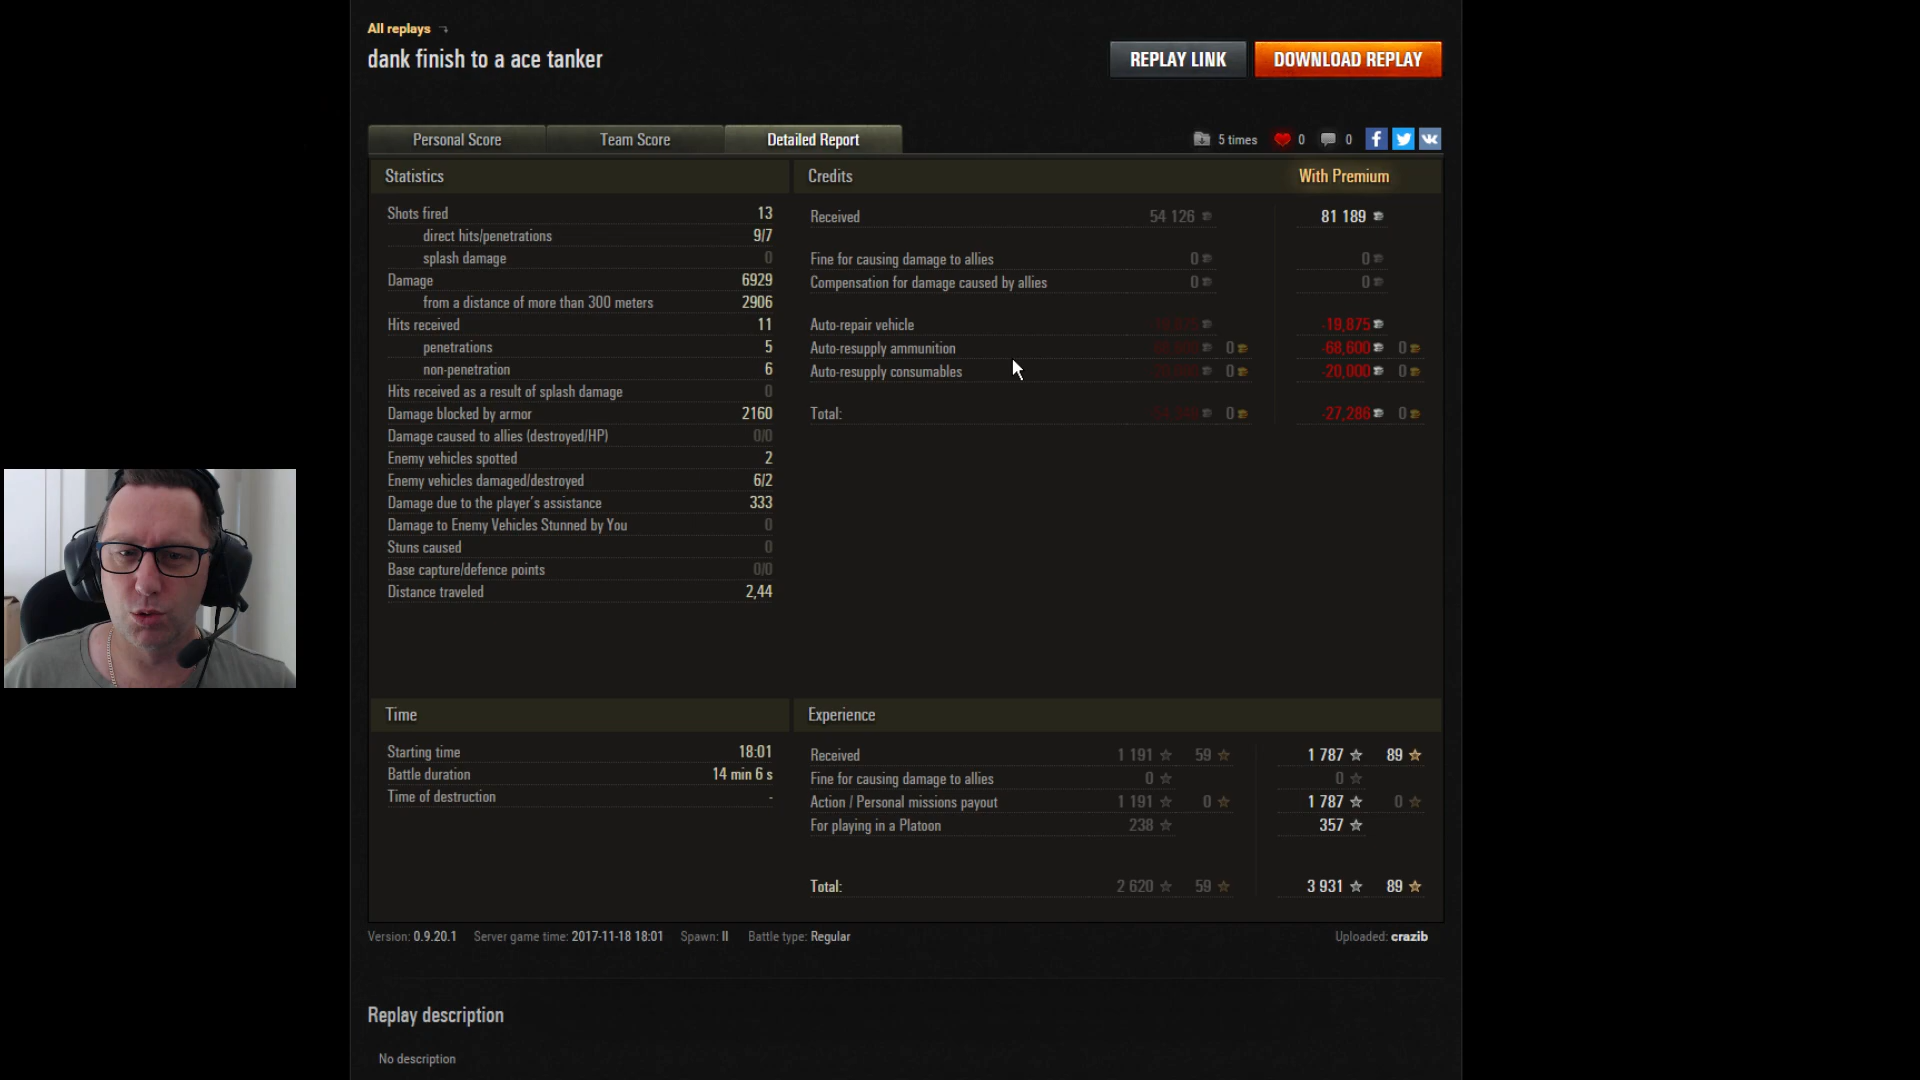 All replays
dank finish to a ace tanker
REPLAY LINK
DOWNLOAD REPLAY
Personal Score
Team Score
Detailed Report
5 times
0
0
Statistics
Shots fired 13
direct hits/penetrations 9/7
splash damage 0
Damage 6929
from a distance of more than 300 meters 2906
Hits received 11
penetrations 5
non-penetration 6
Hits received as a result of splash damage 0
Damage blocked by armor 2160
Damage caused to allies (destroyed/HP) 0/0
Enemy vehicles spotted 2
Enemy vehicles damaged/destroyed 6/2
Damage due to the player's assistance 333
Damage to Enemy Vehicles Stunned by You 0
Stuns caused 0
Base capture/defence points 0/0
Distance traveled 2,44
Credits With Premium
Received 54 126 81 189
Fine for causing damage to allies 0 0
Compensation for damage caused by allies 0 0
Auto-repair vehicle -19,875
Auto-resupply ammunition 0 -68,600 0
Auto-resupply consumables 0 -20,000 0
Total: 0 -27,286 0
Time
Starting time 18:01
Battle duration 14 min 6 s
Time of destruction -
Experience
Received 1 191 59 1 787 89
Fine for causing damage to allies 0 0
Action / Personal missions payout 1 191 0 1 787 0
For playing in a Platoon 238 357
Total: 2 620 59 3 931 89
Version: 0.9.20.1 Server game time: 2017-11-18 18:01 Spawn: II Battle type: Regular
Uploaded: crazib
Replay description
No description